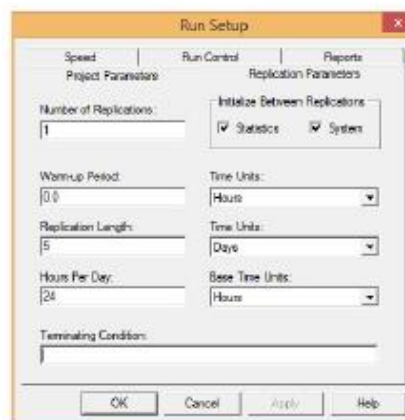 Run Setup
x
Speed Run Control Reports
Project Parameters Replication Parameters
Number of Replications: Initialize Between Replications
1 Statistics System
Warm-up Period: Time Units:
0.0 Hours
Replication Length: Time Units:
5 Days
Hours Per Day: Base Time Units:
24 Hours
Terminating Condition:
OK Cancel Apply Help